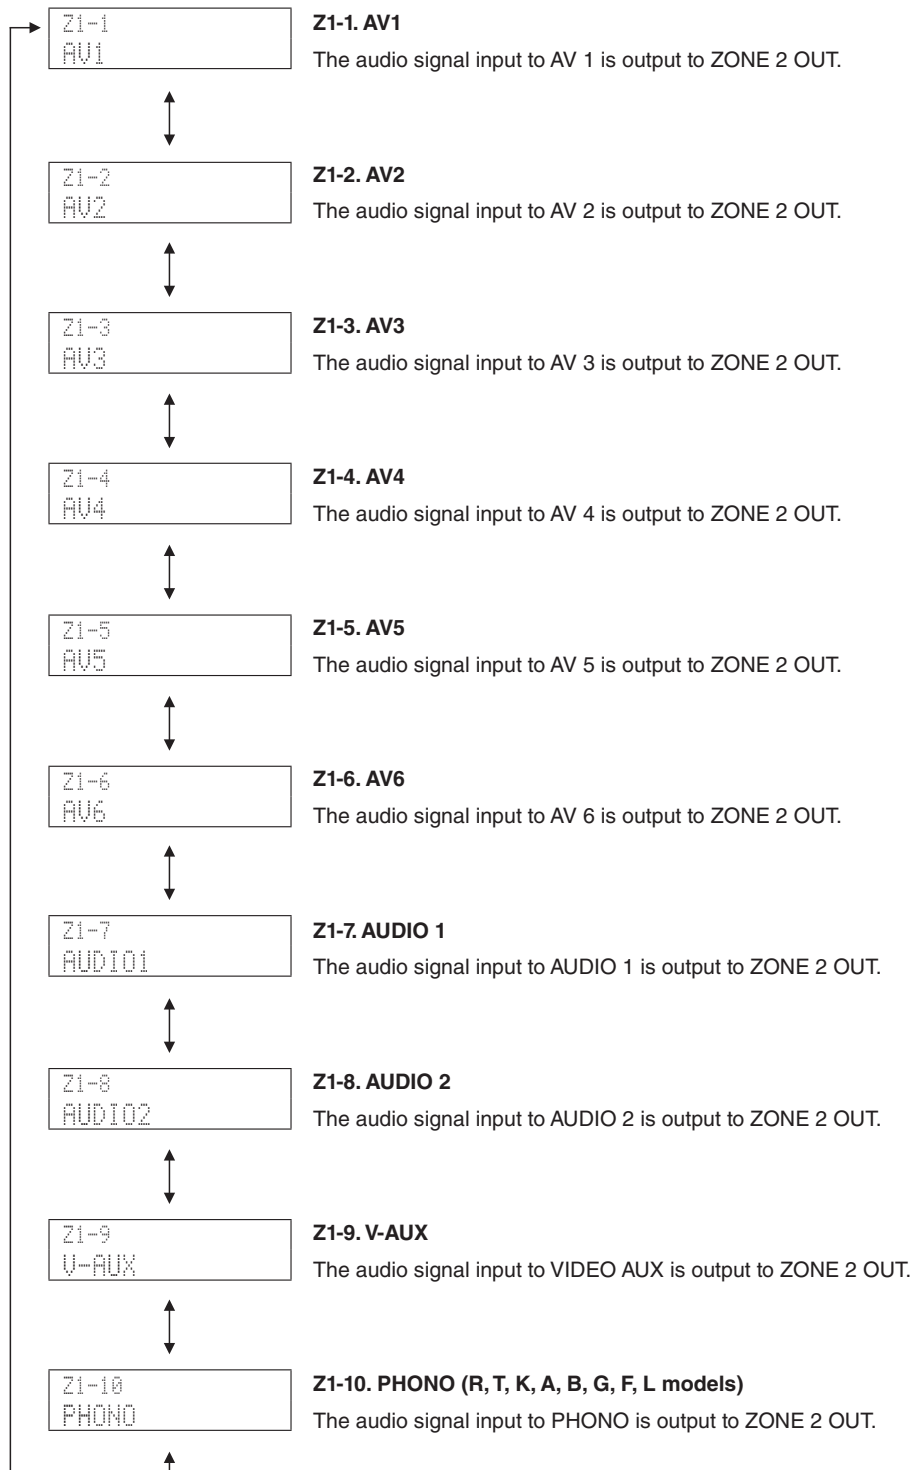 Z1-1
AV1
Z1-1. AV1
The audio signal input to AV 1 is output to ZONE 2 OUT.
Z1-2
AV2
Z1-2. AV2
The audio signal input to AV 2 is output to ZONE 2 OUT.
Z1-3
AV3
Z1-3. AV3
The audio signal input to AV 3 is output to ZONE 2 OUT.
Z1-4
AV4
Z1-4. AV4
The audio signal input to AV 4 is output to ZONE 2 OUT.
Z1-5
AV5
Z1-5. AV5
The audio signal input to AV 5 is output to ZONE 2 OUT.
Z1-6
AV6
Z1-6. AV6
The audio signal input to AV 6 is output to ZONE 2 OUT.
Z1-7
AUDIO1
Z1-7. AUDIO 1
The audio signal input to AUDIO 1 is output to ZONE 2 OUT.
Z1-8
AUDIO2
Z1-8. AUDIO 2
The audio signal input to AUDIO 2 is output to ZONE 2 OUT.
Z1-9
V-AUX
Z1-9. V-AUX
The audio signal input to VIDEO AUX is output to ZONE 2 OUT.
Z1-10
PHONO
Z1-10. PHONO (R, T, K, A, B, G, F, L models)
The audio signal input to PHONO is output to ZONE 2 OUT.